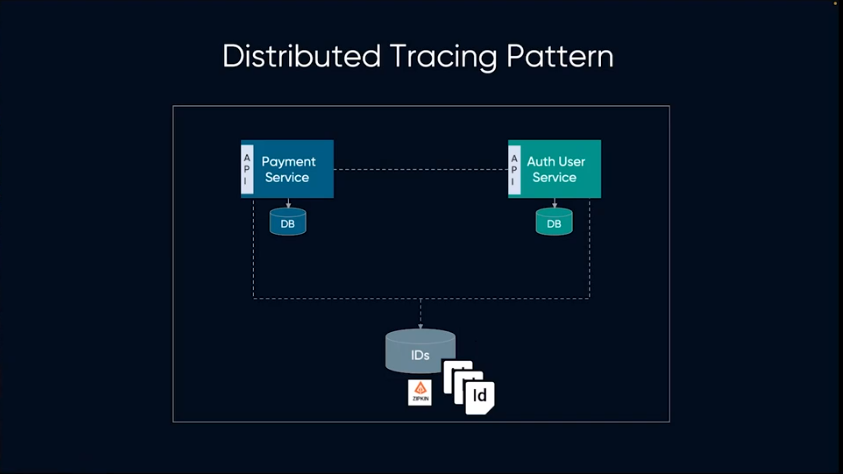 Distributed Tracing Pattern
API
Payment
Service
API
Auth User
Service
DB
DB
IDs
ZIPKIN
Id